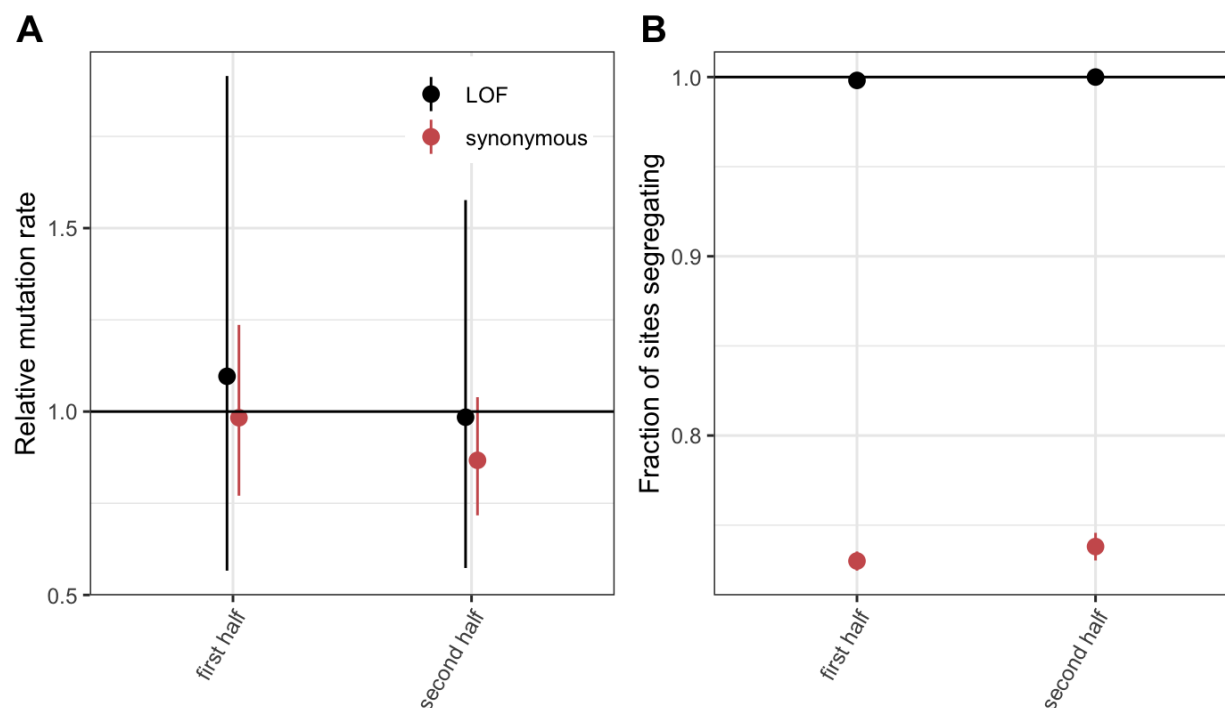 A
Relative mutation rate
1.5
1.0
0.5
LOF
synonymous
first half
second half
B
Fraction of sites segregating
1.0
0.9
0.8
first half
second half